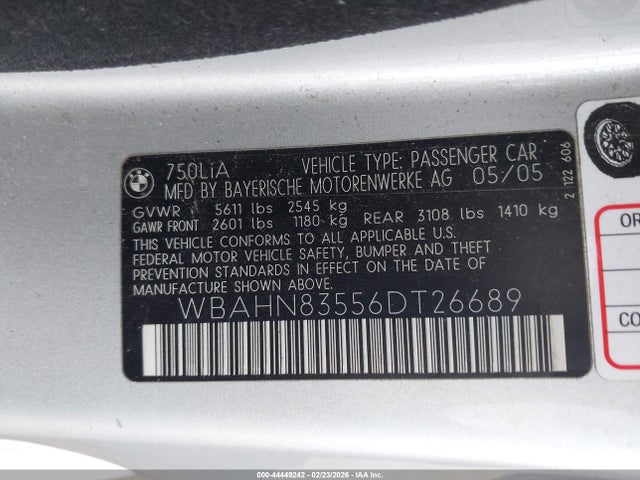 750LiA VEHICLE TYPE: PASSENGER CAR
MFD BY BAYERISCHE MOTORENWERKE AG 05/05
GVWR 5611 lbs 2545 kg
GAWR FRONT 2601 lbs 1180 kg REAR 3108 lbs 1410 kg
THIS VEHICLE CONFORMS TO ALL APPLICABLE U.S.
FEDERAL MOTOR VEHICLE SAFETY, BUMPER AND THEFT
PREVENTION STANDARDS IN EFFECT ON THE DATE OF
MANUFACTURE SHOWN ABOVE.
WBAHN83556DT26689
2 122 606
OR
CO
000-44449242 - 02/23/2026 - COPART